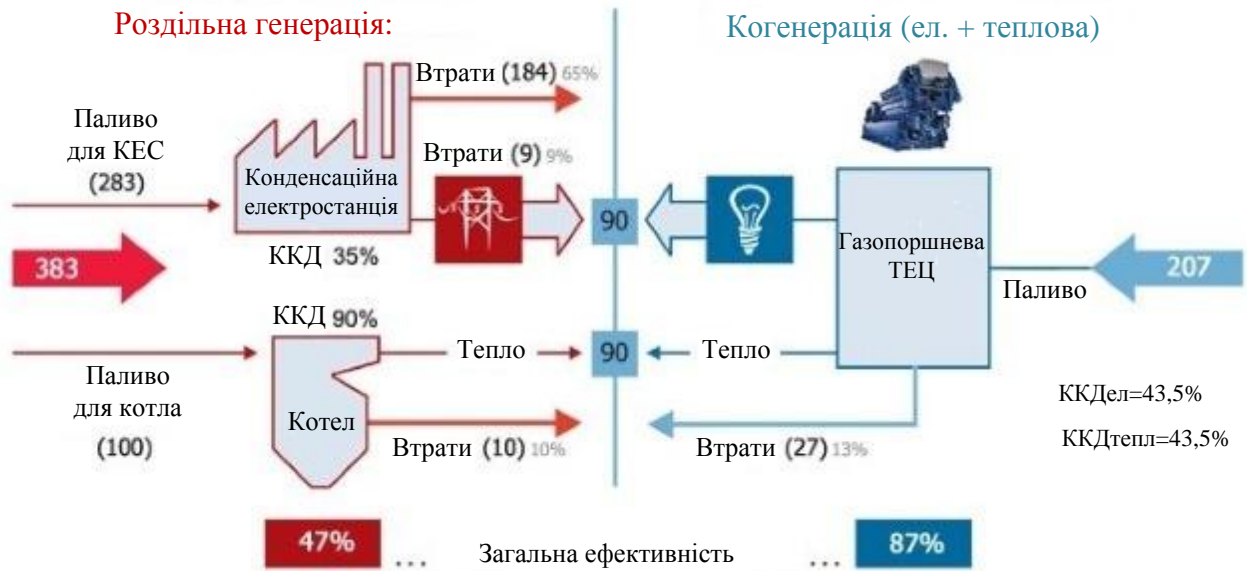 Роздільна генерація:
Когенерація (ел. + теплова)
Втрати (184) 65%
Паливо
для КЕС
(283)
Втрати (9) 9%
Конденсаційна
електростанція
90
Газопоршнева
ТЕЦ
ККД 35%
383
207
Паливо
ККД 90%
Тепло
90
Тепло
Паливо
для котла
(100)
Котел
ККДел=43,5%
Втрати (10) 10%
Втрати (27) 13%
ККДтепл=43,5%
47%
...
Загальна ефективність
...
87%